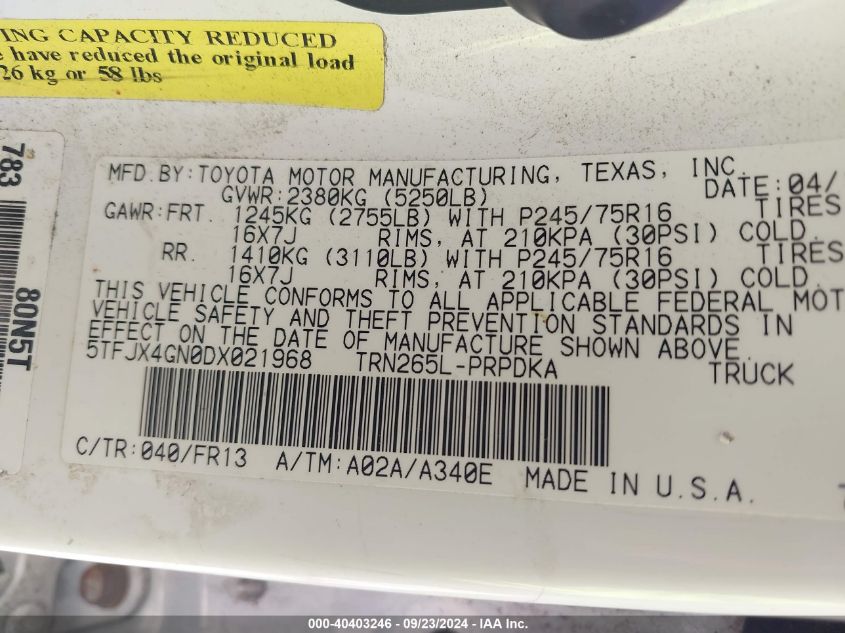 ING CAPACITY REDUCED
e have reduced the original load
26 kg or 58 lbs
783
80N5T
MFD.BY:TOYOTA MOTOR MANUFACTURING, TEXAS, INC.
GVWR:2380KG (5250LB) DATE:04/
GAWR:FRT. 1245KG (2755LB) WITH P245/75R16 TIRES
16X7J RIMS, AT 210KPA (30PSI) COLD.
RR. 1410KG (3110LB) WITH P245/75R16 TIRES
16X7J RIMS, AT 210KPA (30PSI) COLD.
THIS VEHICLE CONFORMS TO ALL APPLICABLE FEDERAL MOT
VEHICLE SAFETY AND THEFT PREVENTION STANDARDS IN
EFFECT ON THE DATE OF MANUFACTURE SHOWN ABOVE.
5TFJX4GN0DX021968 TRN265L-PRPDKA TRUCK
C/TR:040/FR13 A/TM:A02A/A340E MADE IN U.S.A.
000-40403246 - 09/23/2024 - IAA Inc.